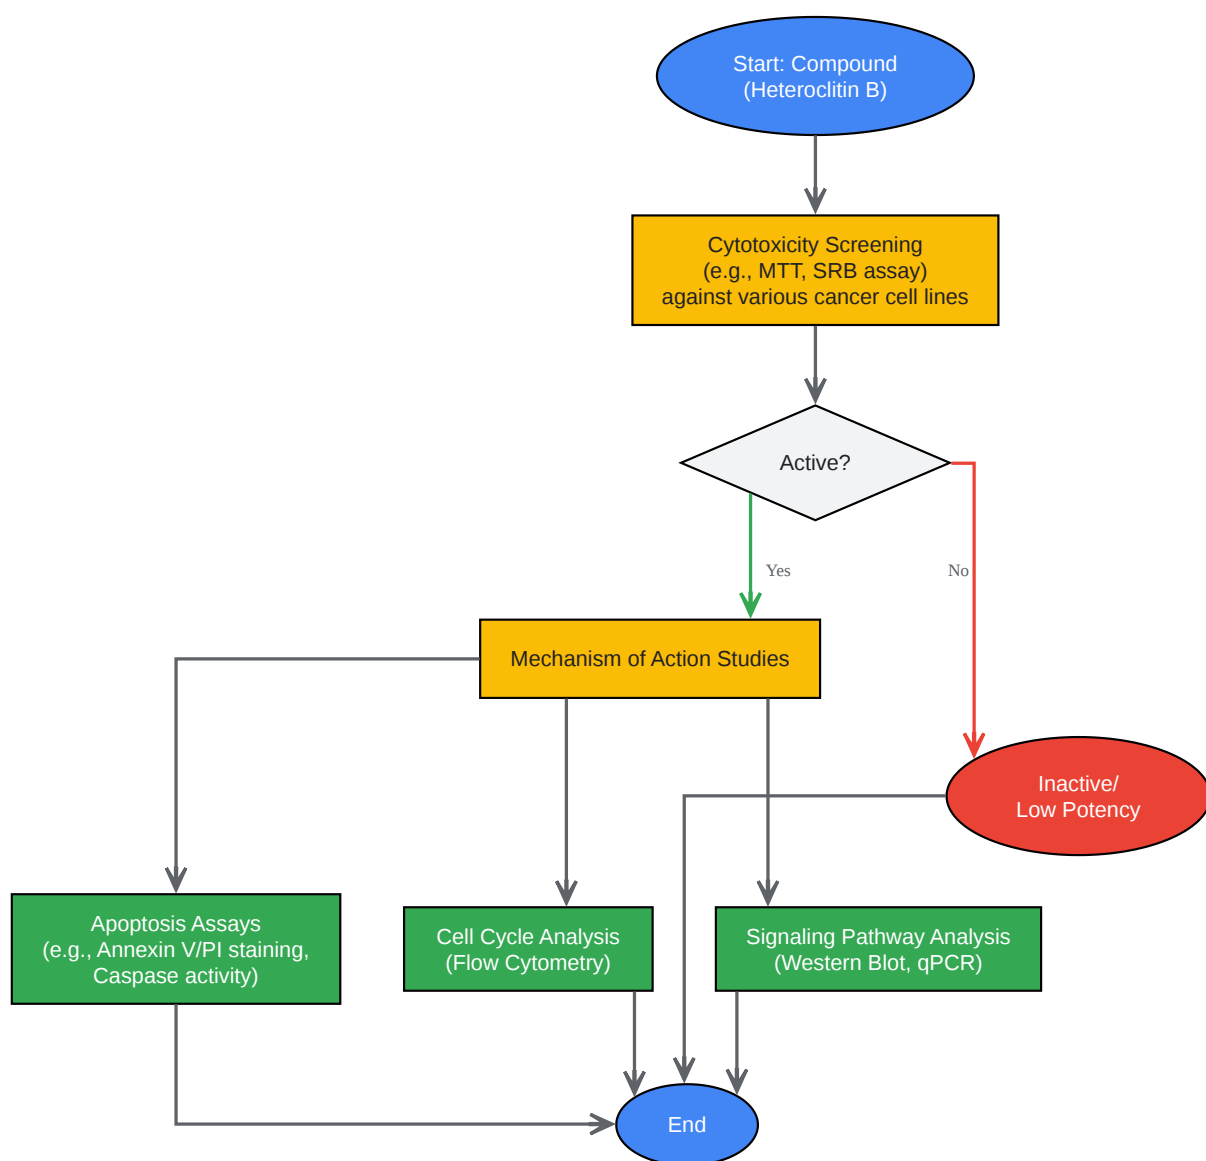 Start: Compound
(Heteroclitin B)
Cytotoxicity Screening
(e.g., MTT, SRB assay)
against various cancer cell lines
Active?
Yes
No
Mechanism of Action Studies
Inactive/
Low Potency
Apoptosis Assays
(e.g., Annexin V/PI staining,
Caspase activity)
Cell Cycle Analysis
(Flow Cytometry)
Signaling Pathway Analysis
(Western Blot, qPCR)
End